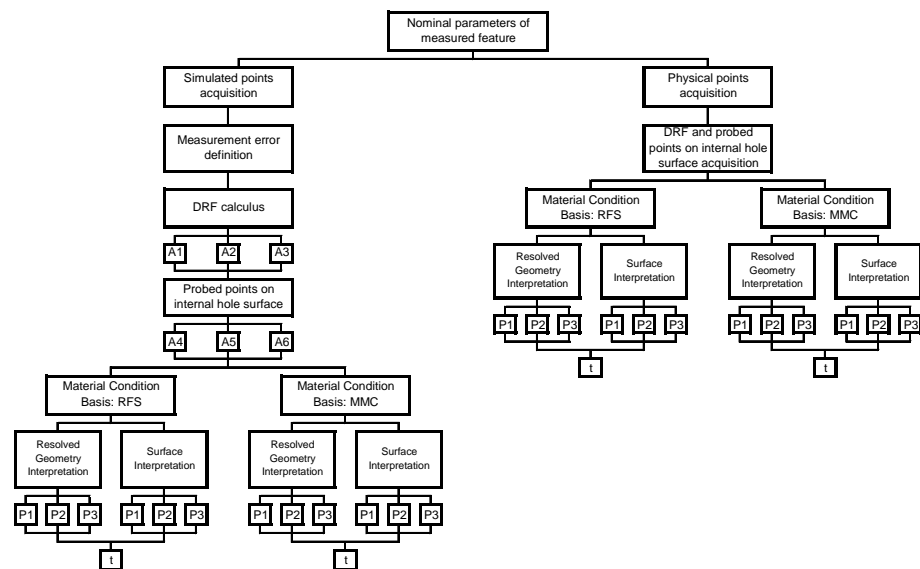 Nominal parameters of
measured feature
Simulated points
acquisition
Physical points
acquisition
Measurement error
definition
DRF and probed
points on internal hole
surface acquisition
DRF calculus
Material Condition
Basis: RFS
Material Condition
Basis: MMC
A1 A2 A3
Resolved
Geometry
Interpretation
Surface
Interpretation
Resolved
Geometry
Interpretation
Surface
Interpretation
Probed points on
internal hole surface
P1 P2 P3 P1 P2 P3 P1 P2 P3 P1 P2 P3
A4 A5 A6
t t
Material Condition
Basis: RFS
Material Condition
Basis: MMC
Resolved
Geometry
Interpretation
Surface
Interpretation
Resolved
Geometry
Interpretation
Surface
Interpretation
P1 P2 P3 P1 P2 P3 P1 P2 P3 P1 P2 P3
t t